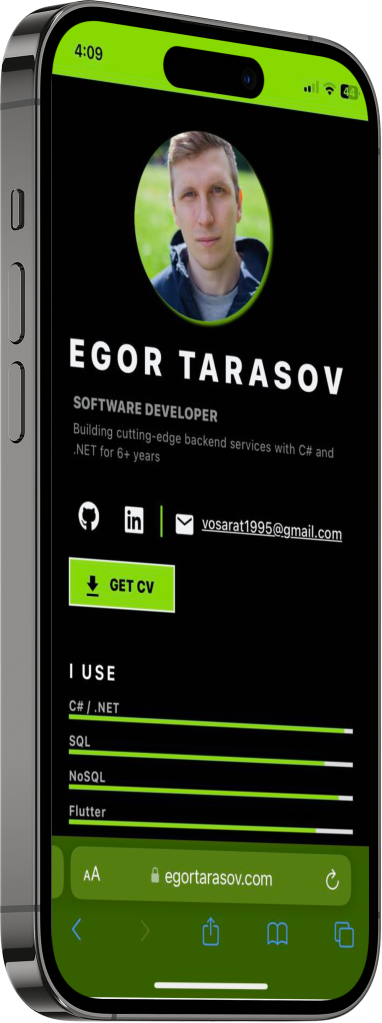 4:09
44
EGOR TARASOV
SOFTWARE DEVELOPER
Building cutting-edge backend services with C# and
.NET for 6+ years
in
vosarat1995@gmail.com
GET CV
I USE
C# / .NET
SQL
NoSQL
Flutter
AA
egortarasov.com